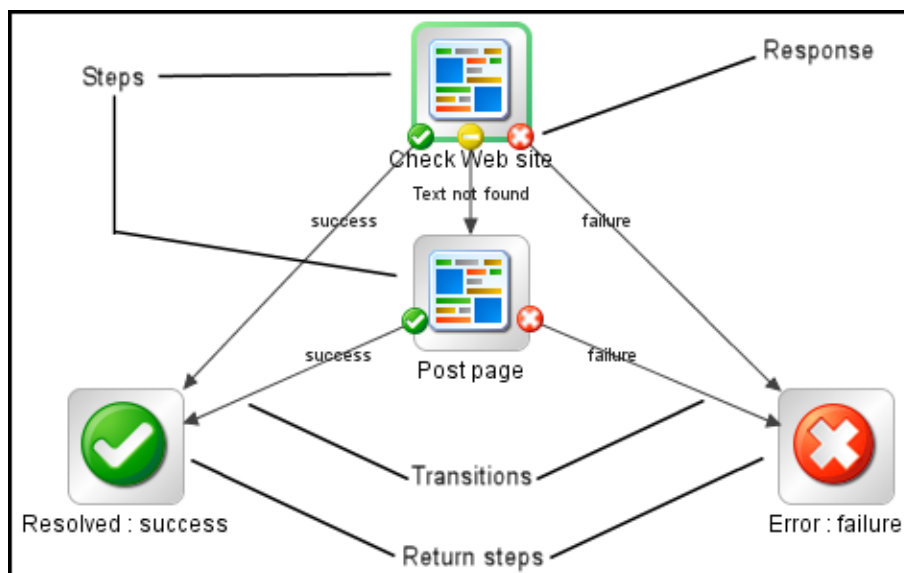 Response
Steps
Check Web site
Text not found
success
failure
success
failure
Post page
Transitions
Resolved : success
Error : failure
Return steps